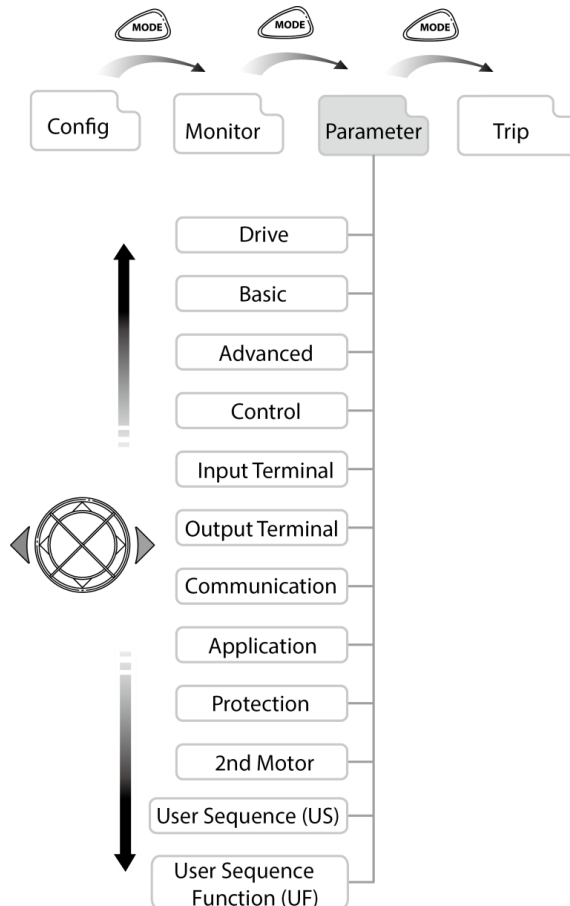 MODE MODE MODE
Config Monitor Parameter Trip
Drive
Basic
Advanced
Control
Input Terminal
Output Terminal
Communication
Application
Protection
2nd Motor
User Sequence (US)
User Sequence
Function (UF)